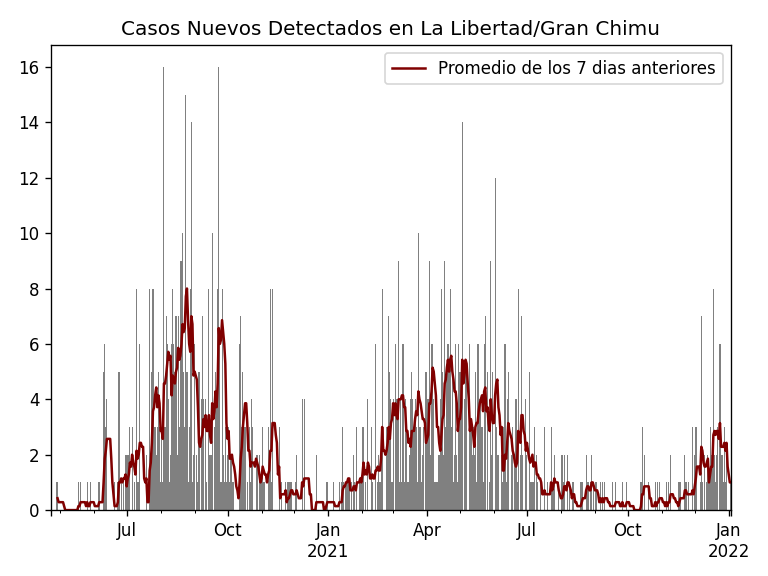 Casos Nuevos Detectados en La Libertad/Gran Chimu
Promedio de los 7 dias anteriores
16
14
12
10
8
6
4
2
0
Jul
Oct
Jan
2021
Apr
Jul
Oct
Jan
2022